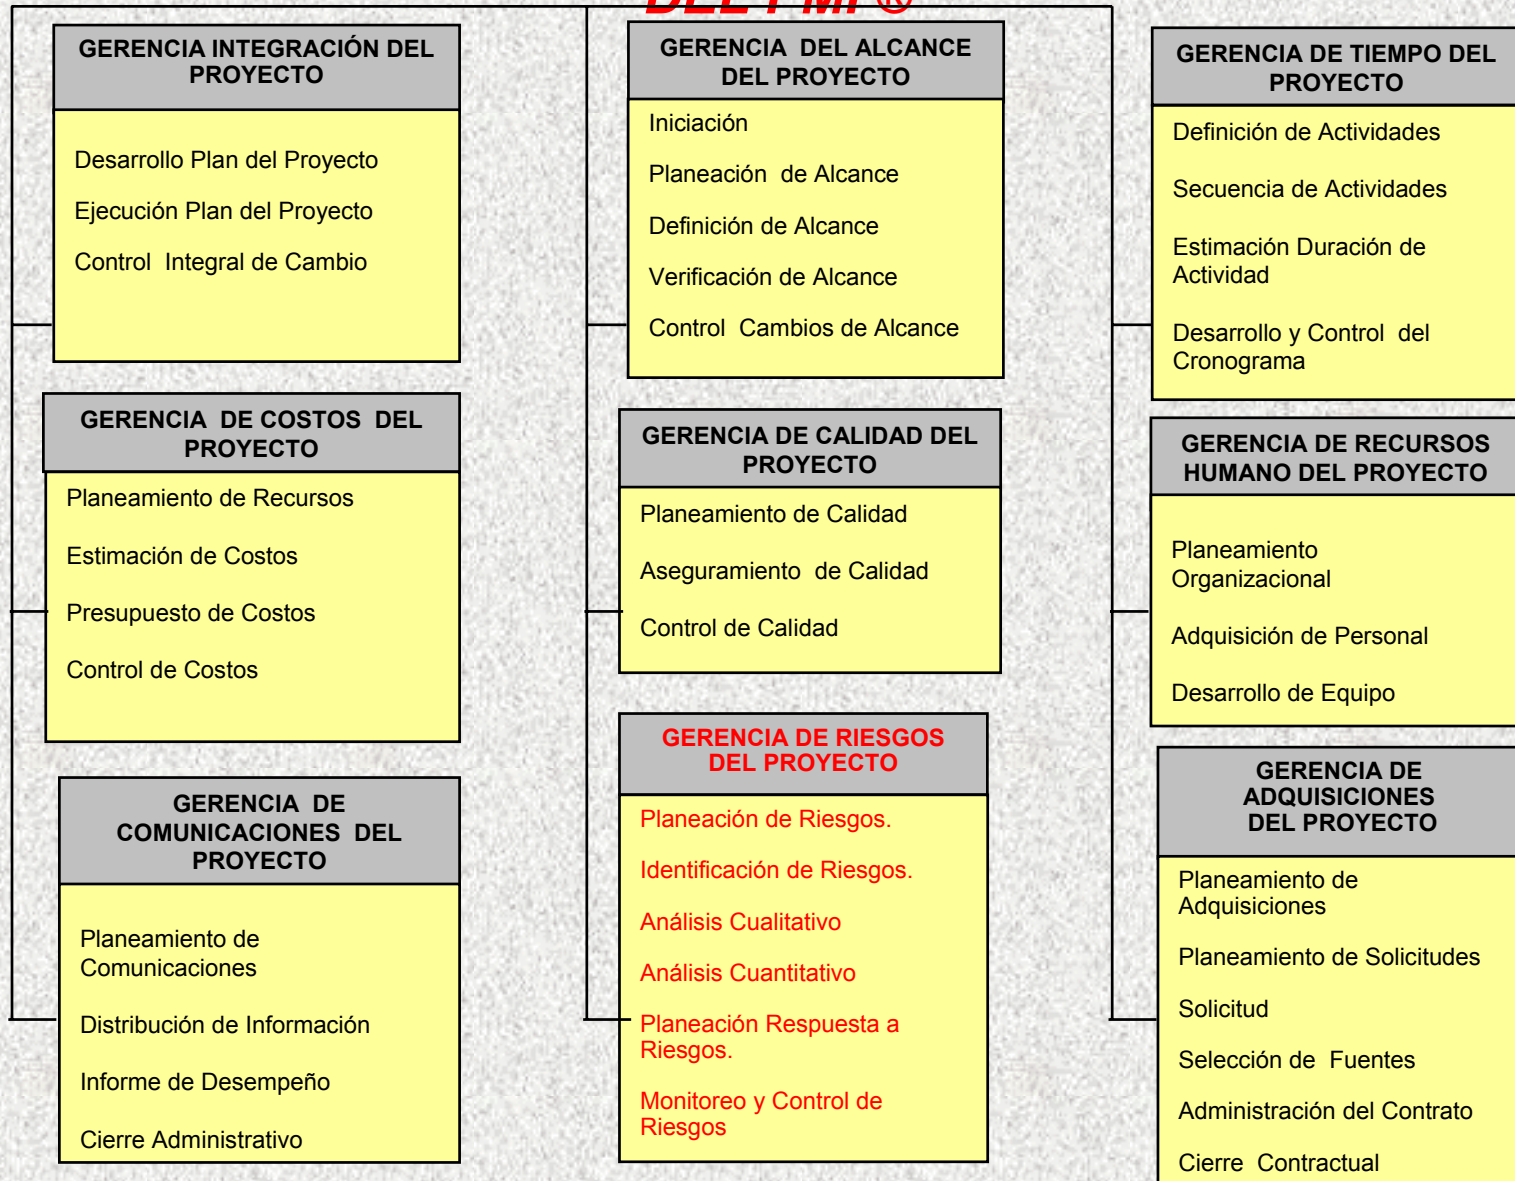 DEL PMI®
GERENCIA INTEGRACIÓN DEL
PROYECTO
Desarrollo Plan del Proyecto
Ejecución Plan del Proyecto
Control Integral de Cambio
GERENCIA DEL ALCANCE
DEL PROYECTO
Iniciación
Planeación de Alcance
Definición de Alcance
Verificación de Alcance
Control Cambios de Alcance
GERENCIA DE TIEMPO DEL
PROYECTO
Definición de Actividades
Secuencia de Actividades
Estimación Duración de
Actividad
Desarrollo y Control del
Cronograma
GERENCIA DE COSTOS DEL
PROYECTO
Planeamiento de Recursos
Estimación de Costos
Presupuesto de Costos
Control de Costos
GERENCIA DE CALIDAD DEL
PROYECTO
Planeamiento de Calidad
Aseguramiento de Calidad
Control de Calidad
GERENCIA DE RECURSOS
HUMANO DEL PROYECTO
Planeamiento
Organizacional
Adquisición de Personal
Desarrollo de Equipo
GERENCIA DE
COMUNICACIONES DEL
PROYECTO
Planeamiento de
Comunicaciones
Distribución de Información
Informe de Desempeño
Cierre Administrativo
GERENCIA DE RIESGOS
DEL PROYECTO
Planeación de Riesgos.
Identificación de Riesgos.
Análisis Cualitativo
Análisis Cuantitativo
Planeación Respuesta a
Riesgos.
Monitoreo y Control de
Riesgos
GERENCIA DE
ADQUISICIONES
DEL PROYECTO
Planeamiento de
Adquisiciones
Planeamiento de Solicitudes
Solicitud
Selección de Fuentes
Administración del Contrato
Cierre Contractual